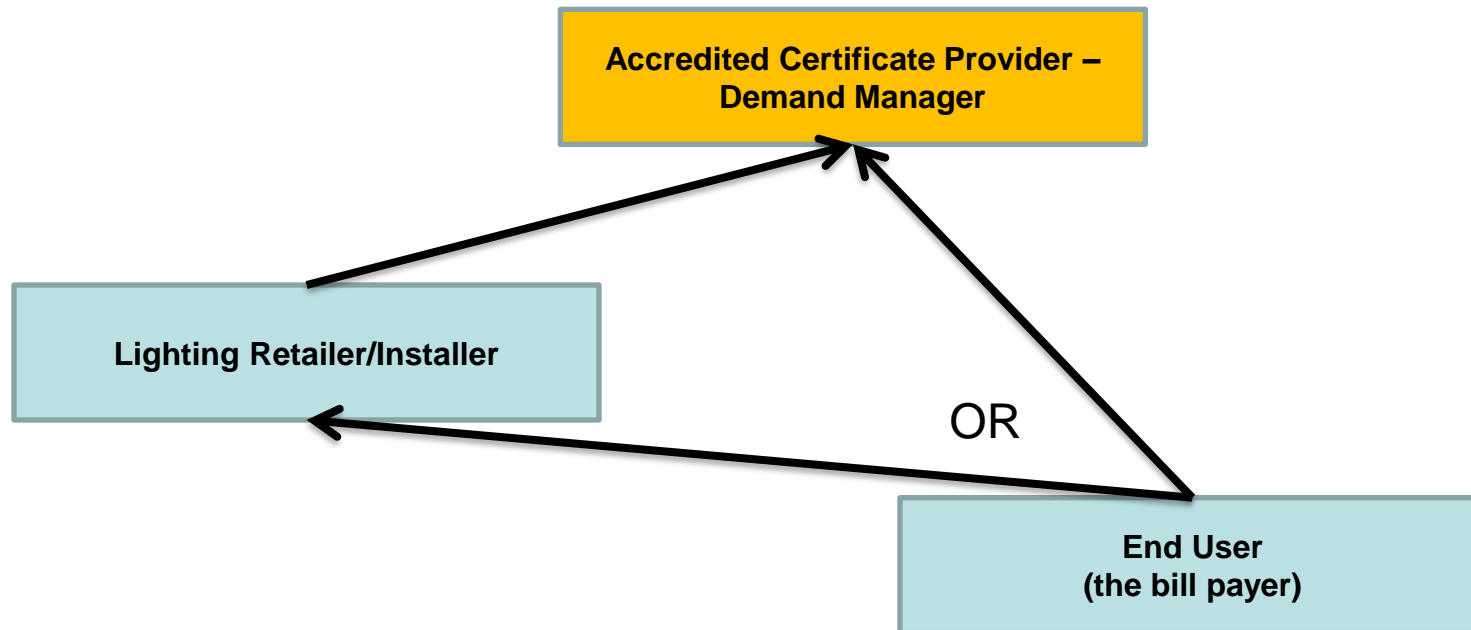 Accredited Certificate Provider –
Demand Manager
Lighting Retailer/Installer
OR
End User
(the bill payer)